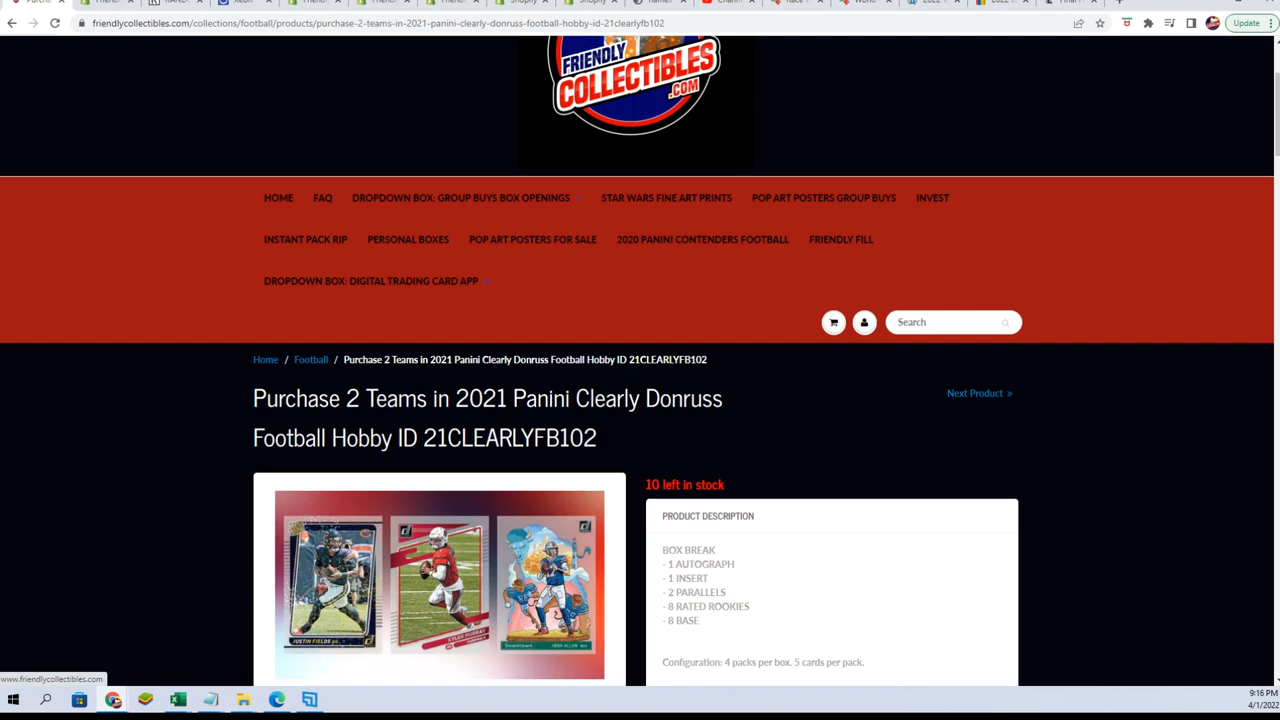 friendlycollectibles.com/collections/football/products/purchase-2-teams-in-2021-panini-clearly-donruss-football-hobby-id-21clearlyfb102
Update
FRIENDLY
COLLECTIBLES
.COM
HOME FAQ DROPDOWN BOX: GROUP BUYS BOX OPENINGS STAR WARS FINE ART PRINTS POP ART POSTERS GROUP BUYS INVEST
INSTANT PACK RIP PERSONAL BOXES POP ART POSTERS FOR SALE 2020 PANINI CONTENDERS FOOTBALL FRIENDLY FILL
DROPDOWN BOX: DIGITAL TRADING CARD APP
Search
Home / Football / Purchase 2 Teams in 2021 Panini Clearly Donruss Football Hobby ID 21CLEARLYFB102
Purchase 2 Teams in 2021 Panini Clearly Donruss
Next Product »
Football Hobby ID 21CLEARLYFB102
10 left in stock
PRODUCT DESCRIPTION
BOX BREAK
- 1 AUTOGRAPH
- 1 INSERT
- 2 PARALLELS
- 8 RATED ROOKIES
- 8 BASE
Configuration: 4 packs per box. 5 cards per pack.
JUSTIN FIELDS
KYLER MURRAY
JOSH ALLEN
www.friendlycollectibles.com
9:16 PM
4/1/2022